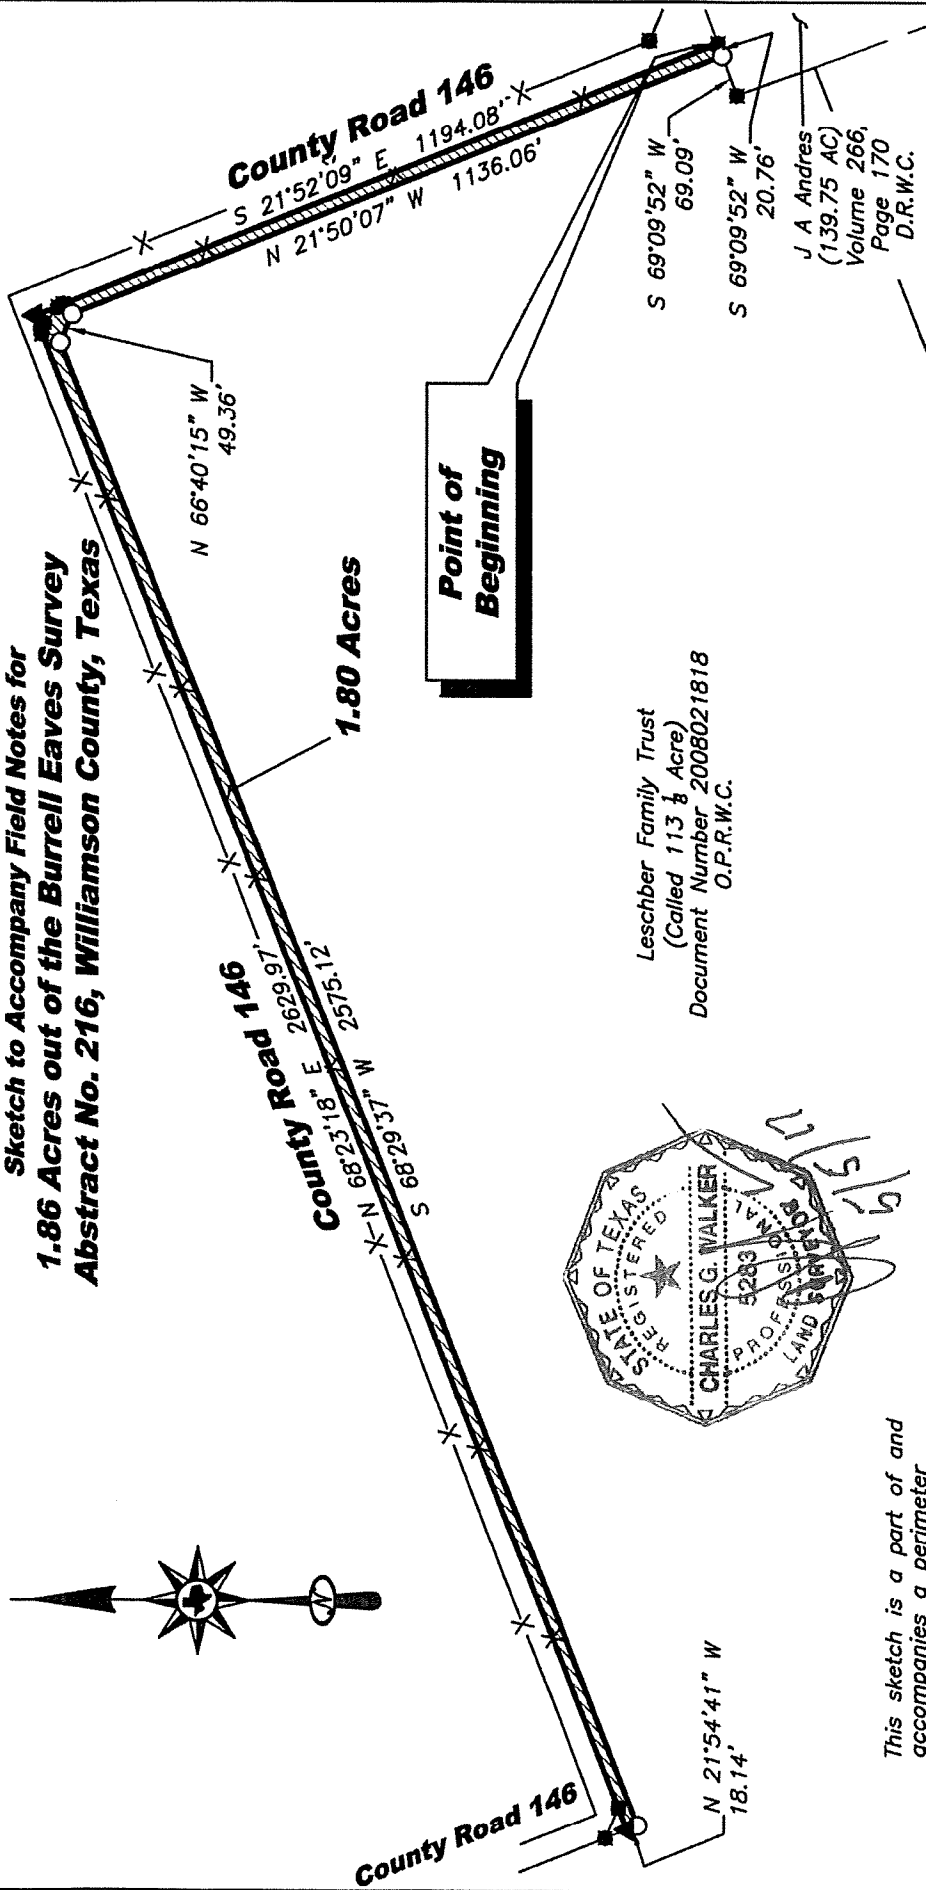 Sketch to Accompany Field Notes for
1.86 Acres out of the Burrell Eaves Survey
Abstract No. 216, Williamson County, Texas
County Road 146
S 21°52'09" E 1194.08'
N 21°50'07" W 1136.06'
N 66°40'15" W
49.36'
1.80 Acres
Point of
Beginning
S 69°09'52" W
69.09'
S 69°09'52" W
20.76'
J A Andres
(139.75 AC)
Volume 266,
Page 170
D.R.W.C.
County Road 146
N 68°23'18" E 2629.97'
S 68°29'37" W 2575.12'
Leschber Family Trust
(Called 113 ⅛ Acre)
Document Number 2008021818
O.P.R.W.C.
County Road 146
N 21°54'41" W
18.14'
N
STATE OF TEXAS
REGISTERED
CHARLES G. WALKER
5283
PROFESSIONAL
LAND SURVEYOR
This sketch is a part of and
accompanies a perimeter